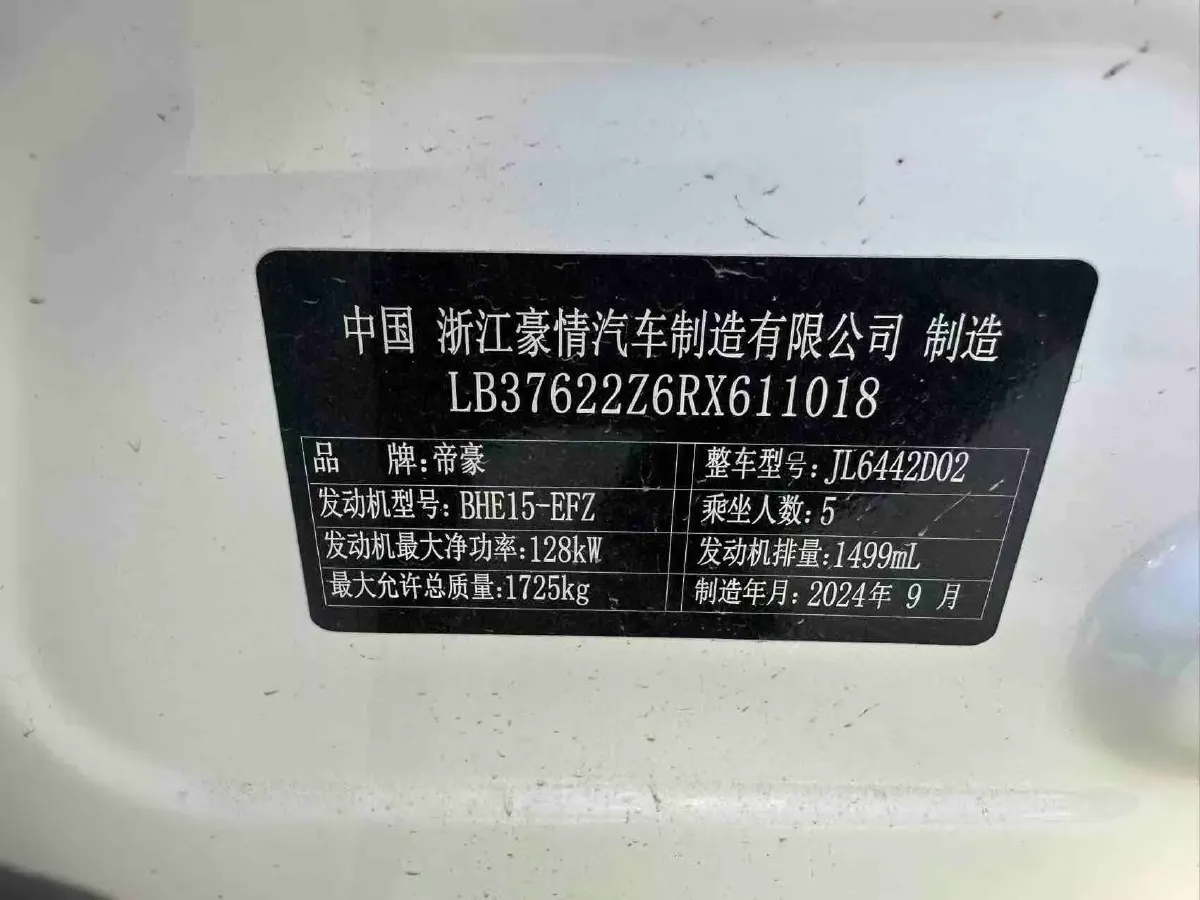 中国 浙江豪情汽车制造有限公司 制造
LB37622Z6RX611018
品 牌:帝豪 整车型号:JL6442D02
发动机型号:BHE15-EFZ 乘坐人数:5
发动机最大净功率:128kW 发动机排量:1499mL
最大允许总质量:1725kg 制造年月:2024年 9 月